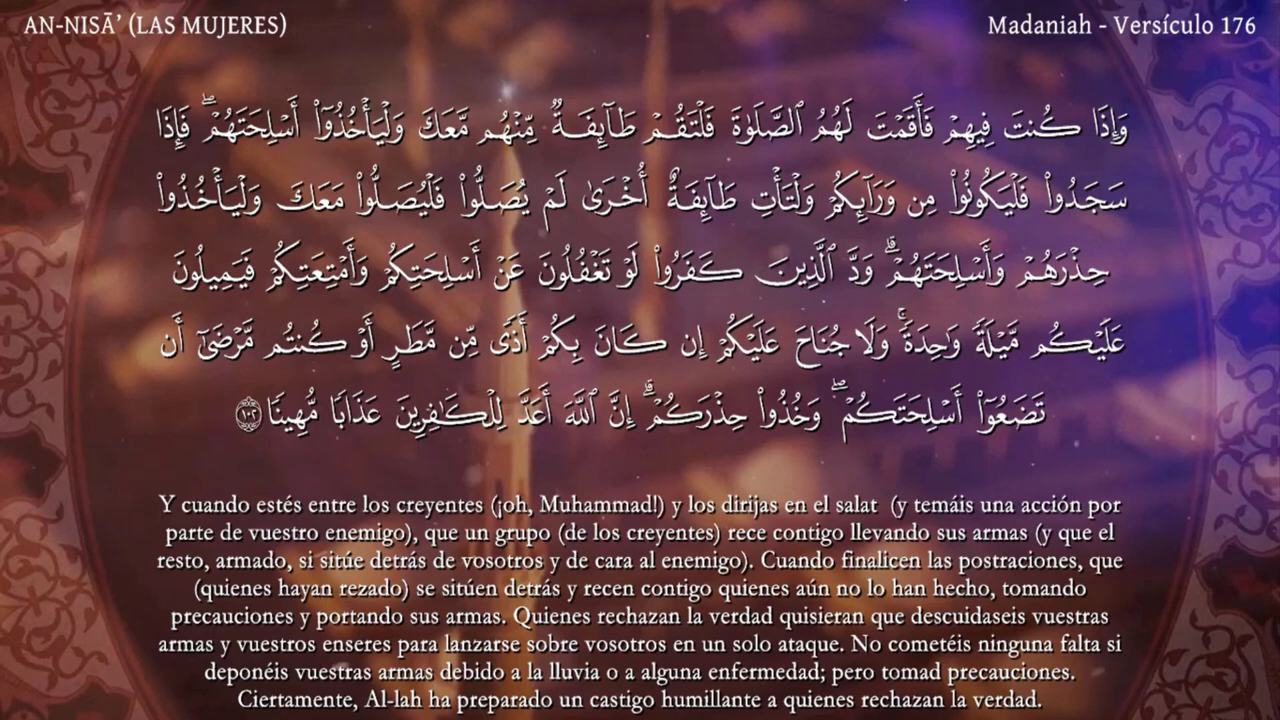 AN-NISĀ’ (LAS MUJERES)
Madaniah - Versículo 176
وَإِذَا كُنتَ فِيهِمْ فَأَقَمْتَ لَهُمُ ٱلصَّلَوٰةَ فَلْتَقُمْ طَآئِفَةٌ مِّنْهُم مَّعَكَ وَلْيَأْخُذُوٓا۟ أَسْلِحَتَهُمْ ۖ فَإِذَا
سَجَدُوا۟ فَلْيَكُونُوا۟ مِن وَرَآئِكُمْ وَلْتَأْتِ طَآئِفَةٌ أُخْرَىٰ لَمْ يُصَلُّوا۟ فَلْيُصَلُّوا۟ مَعَكَ وَلْيَأْخُذُوا۟
حِذْرَهُمْ وَأَسْلِحَتَهُمْ ۗ وَدَّ ٱلَّذِينَ كَفَرُوا۟ لَوْ تَغْفُلُونَ عَنْ أَسْلِحَتِكُمْ وَأَمْتِعَتِكُمْ فَيَمِيلُونَ
عَلَيْكُم مَّيْلَةً وَٰحِدَةً ۚ وَلَا جُنَاحَ عَلَيْكُمْ إِن كَانَ بِكُمْ أَذًى مِّن مَّطَرٍ أَوْ كُنتُم مَّرْضَىٰٓ أَن
تَضَعُوٓا۟ أَسْلِحَتَكُمْ ۖ وَخُذُوا۟ حِذْرَكُمْ ۗ إِنَّ ٱللَّهَ أَعَدَّ لِلْكَٰفِرِينَ عَذَابًا مُّهِينًا ١٠٢
Y cuando estés entre los creyentes (¡oh, Muhammad!) y los dirijas en el salat (y temáis una acción por
parte de vuestro enemigo), que un grupo (de los creyentes) rece contigo llevando sus armas (y que el
resto, armado, si sitúe detrás de vosotros y de cara al enemigo). Cuando finalicen las postraciones, que
(quienes hayan rezado) se sitúen detrás y recen contigo quienes aún no lo han hecho, tomando
precauciones y portando sus armas. Quienes rechazan la verdad quisieran que descuidaseis vuestras
armas y vuestros enseres para lanzarse sobre vosotros en un solo ataque. No cometéis ninguna falta si
deponéis vuestras armas debido a la lluvia o a alguna enfermedad; pero tomad precauciones.
Ciertamente, Al-lah ha preparado un castigo humillante a quienes rechazan la verdad.